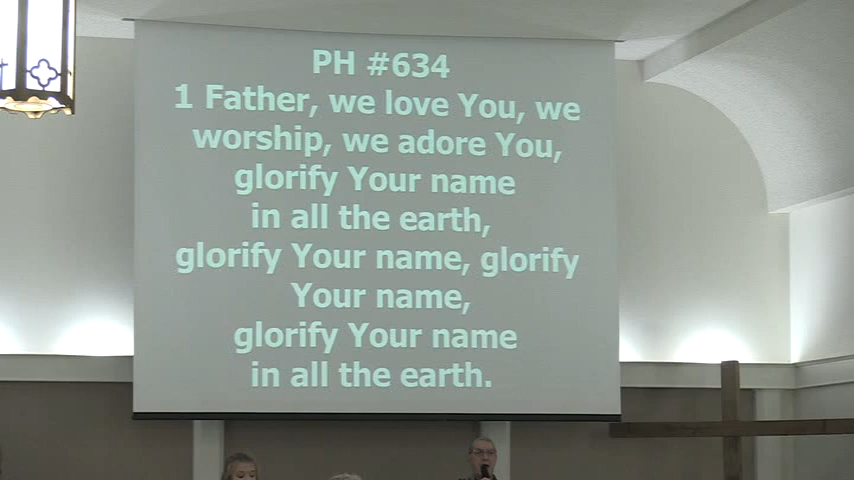 PH #634
1 Father, we love You, we
worship, we adore You,
glorify Your name
in all the earth,
glorify Your name, glorify
Your name,
glorify Your name
in all the earth.